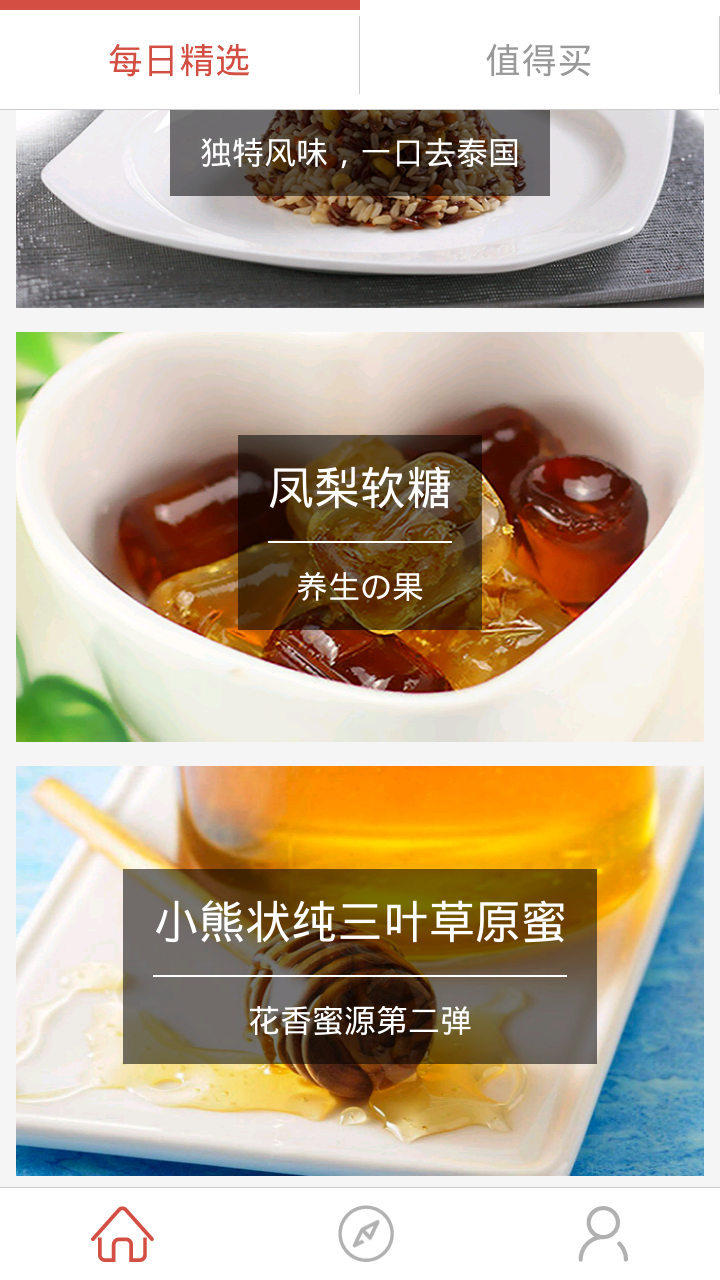 每日精选
值得买
独特风味，一口去泰国
凤梨软糖
养生の果
小熊状纯三叶草原蜜
花香蜜源第二弹